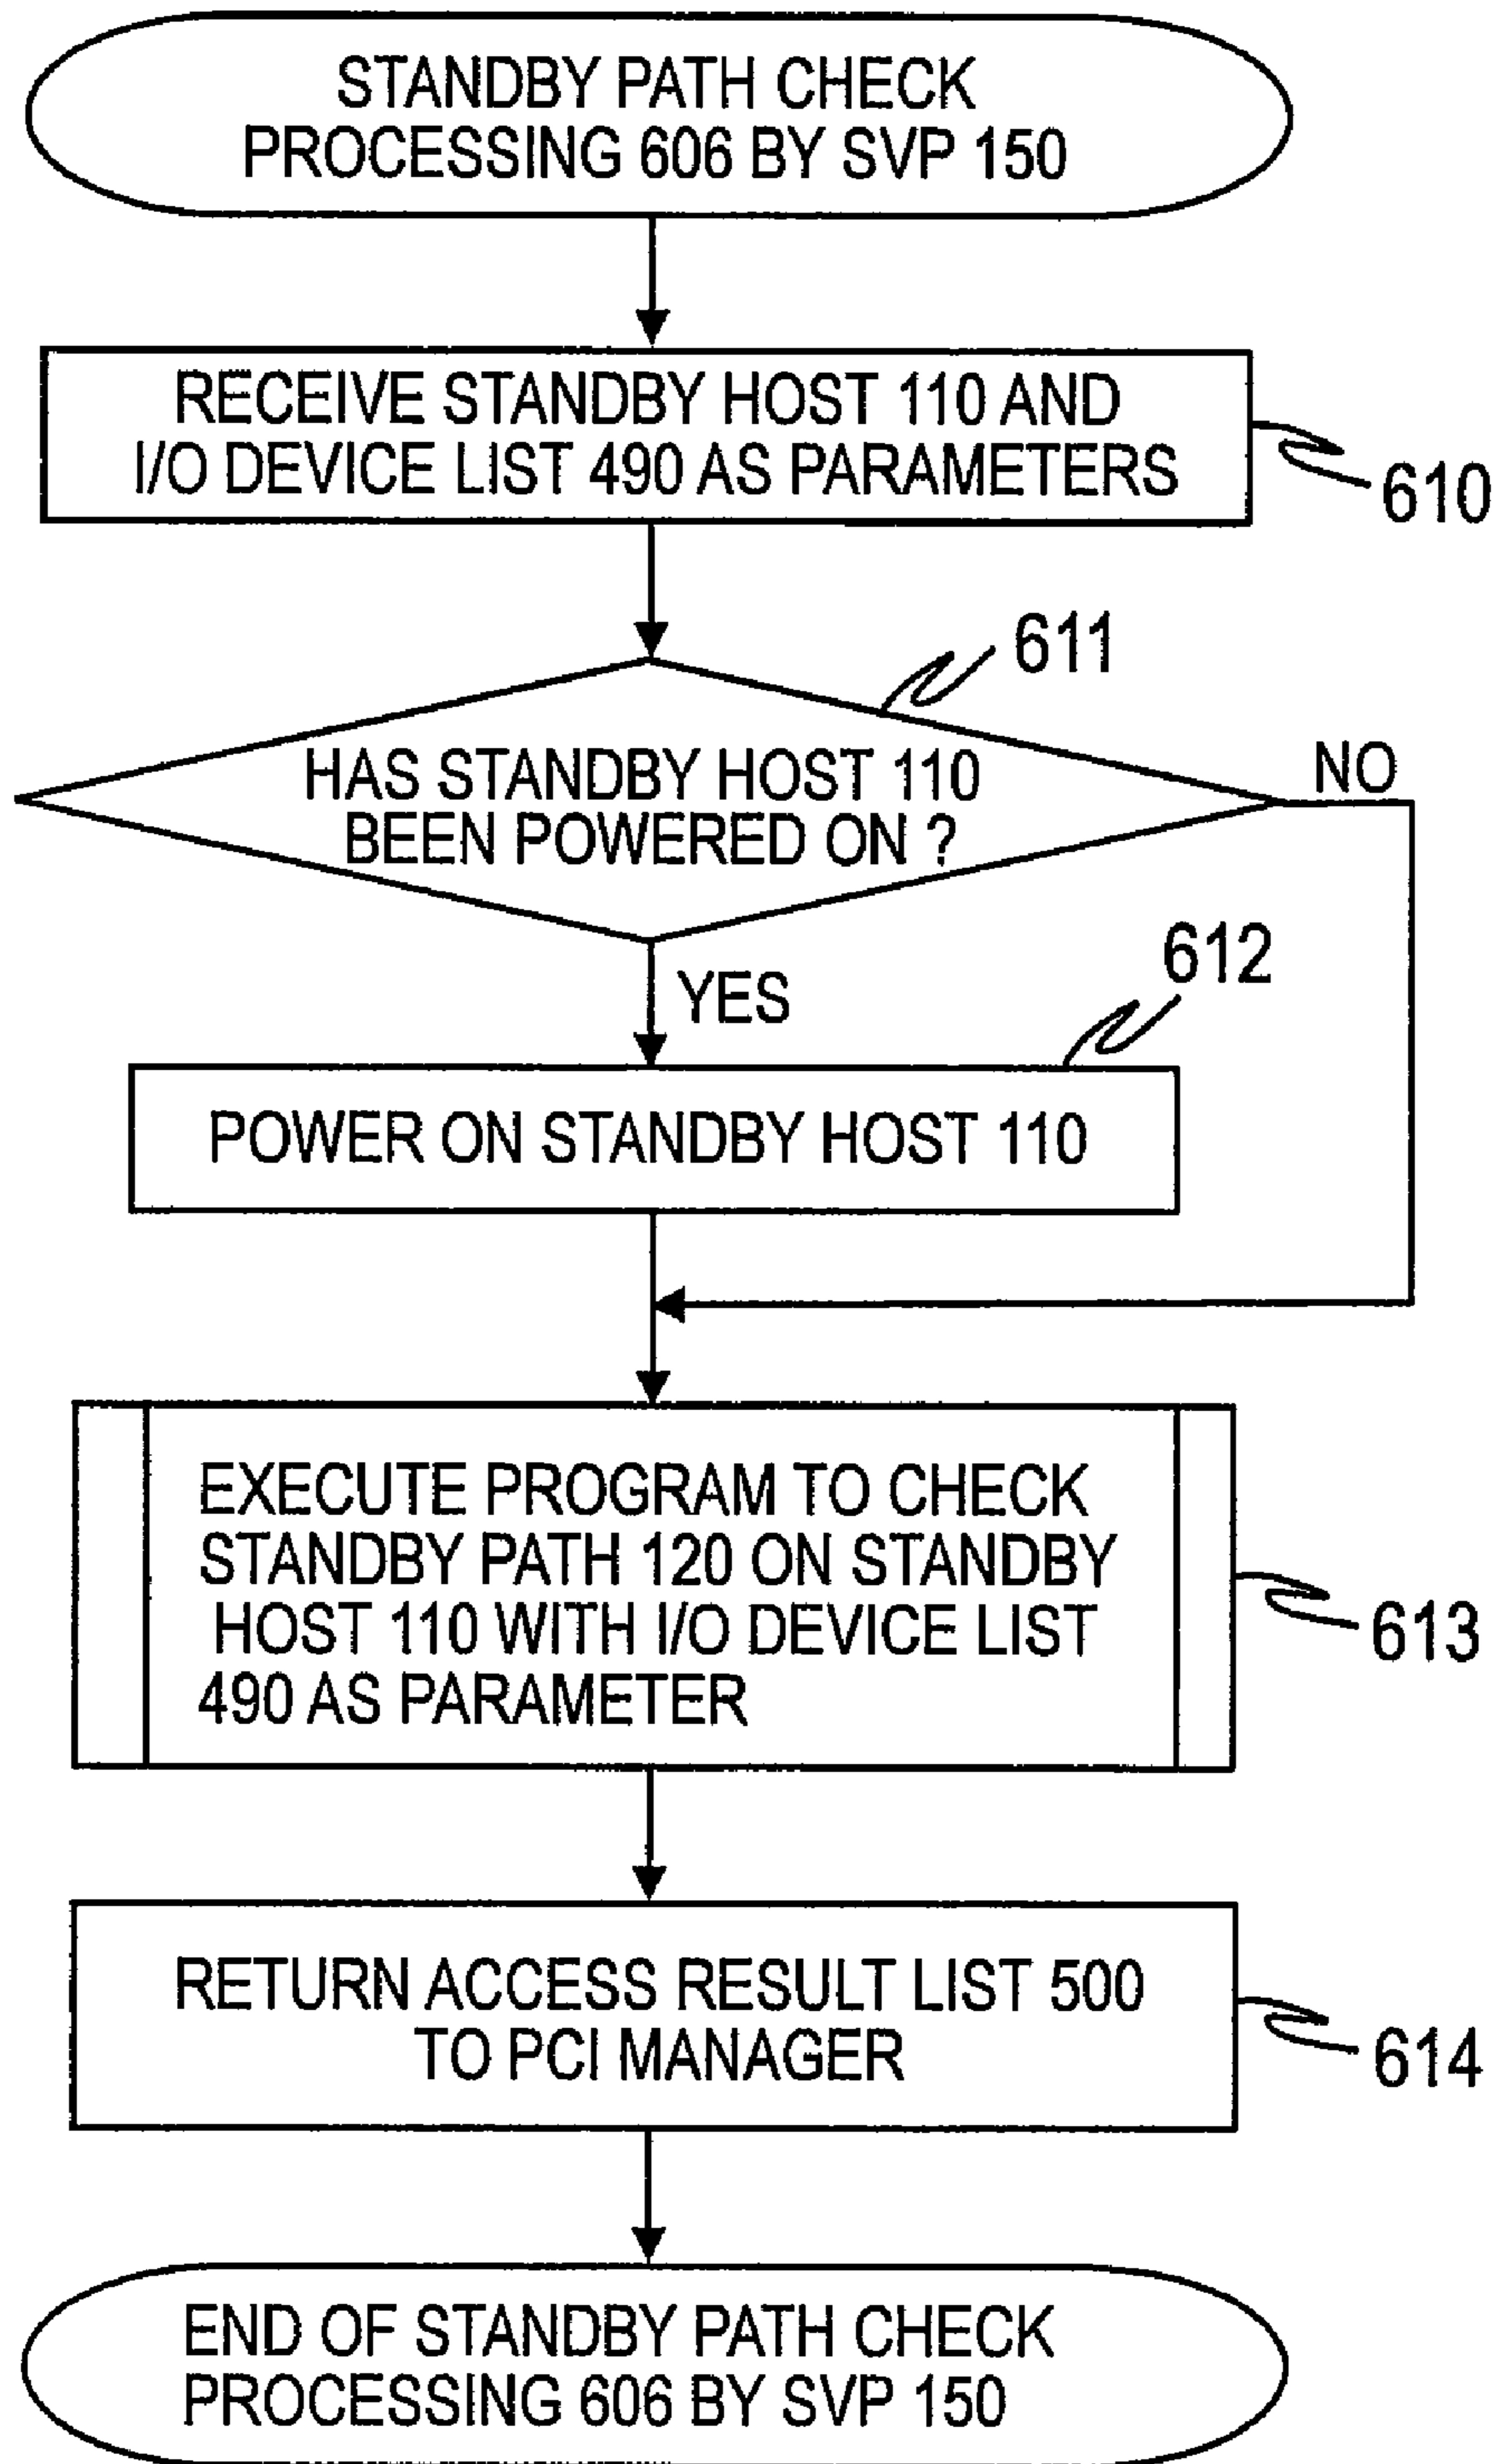 STANDBY PATH CHECK
PROCESSING 606 BY SVP 150
RECEIVE STANDBY HOST 110 AND
I/O DEVICE LIST 490 AS PARAMETERS
610
611
HAS STANDBY HOST 110
BEEN POWERED ON ?
NO
YES
612
POWER ON STANDBY HOST 110
EXECUTE PROGRAM TO CHECK
STANDBY PATH 120 ON STANDBY
HOST 110 WITH I/O DEVICE LIST
490 AS PARAMETER
613
RETURN ACCESS RESULT LIST 500
TO PCI MANAGER
614
END OF STANDBY PATH CHECK
PROCESSING 606 BY SVP 150